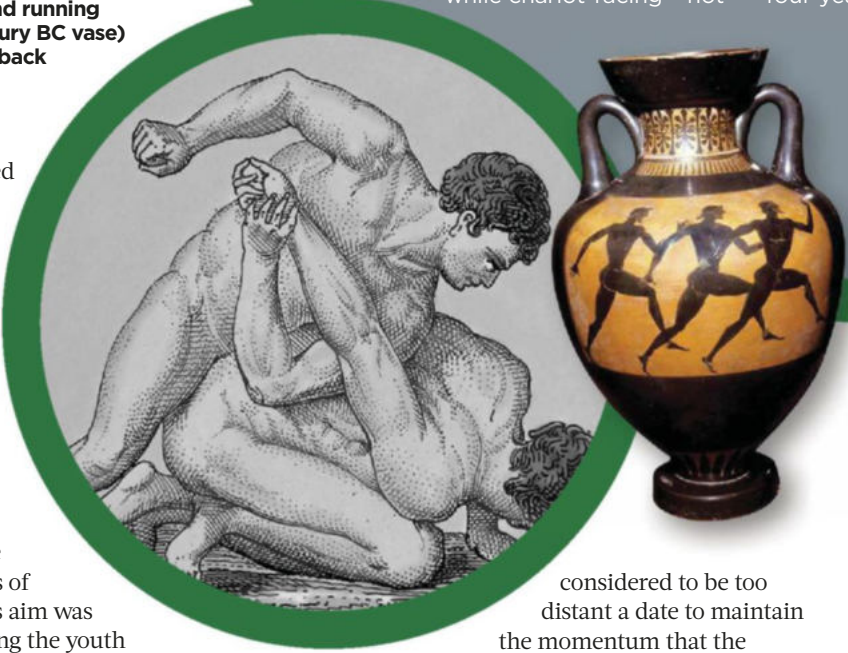 nd running
ury BC vase)
back
ed
s of
s aim was
ng the youth
considered to be too
distant a date to maintain
the momentum that the